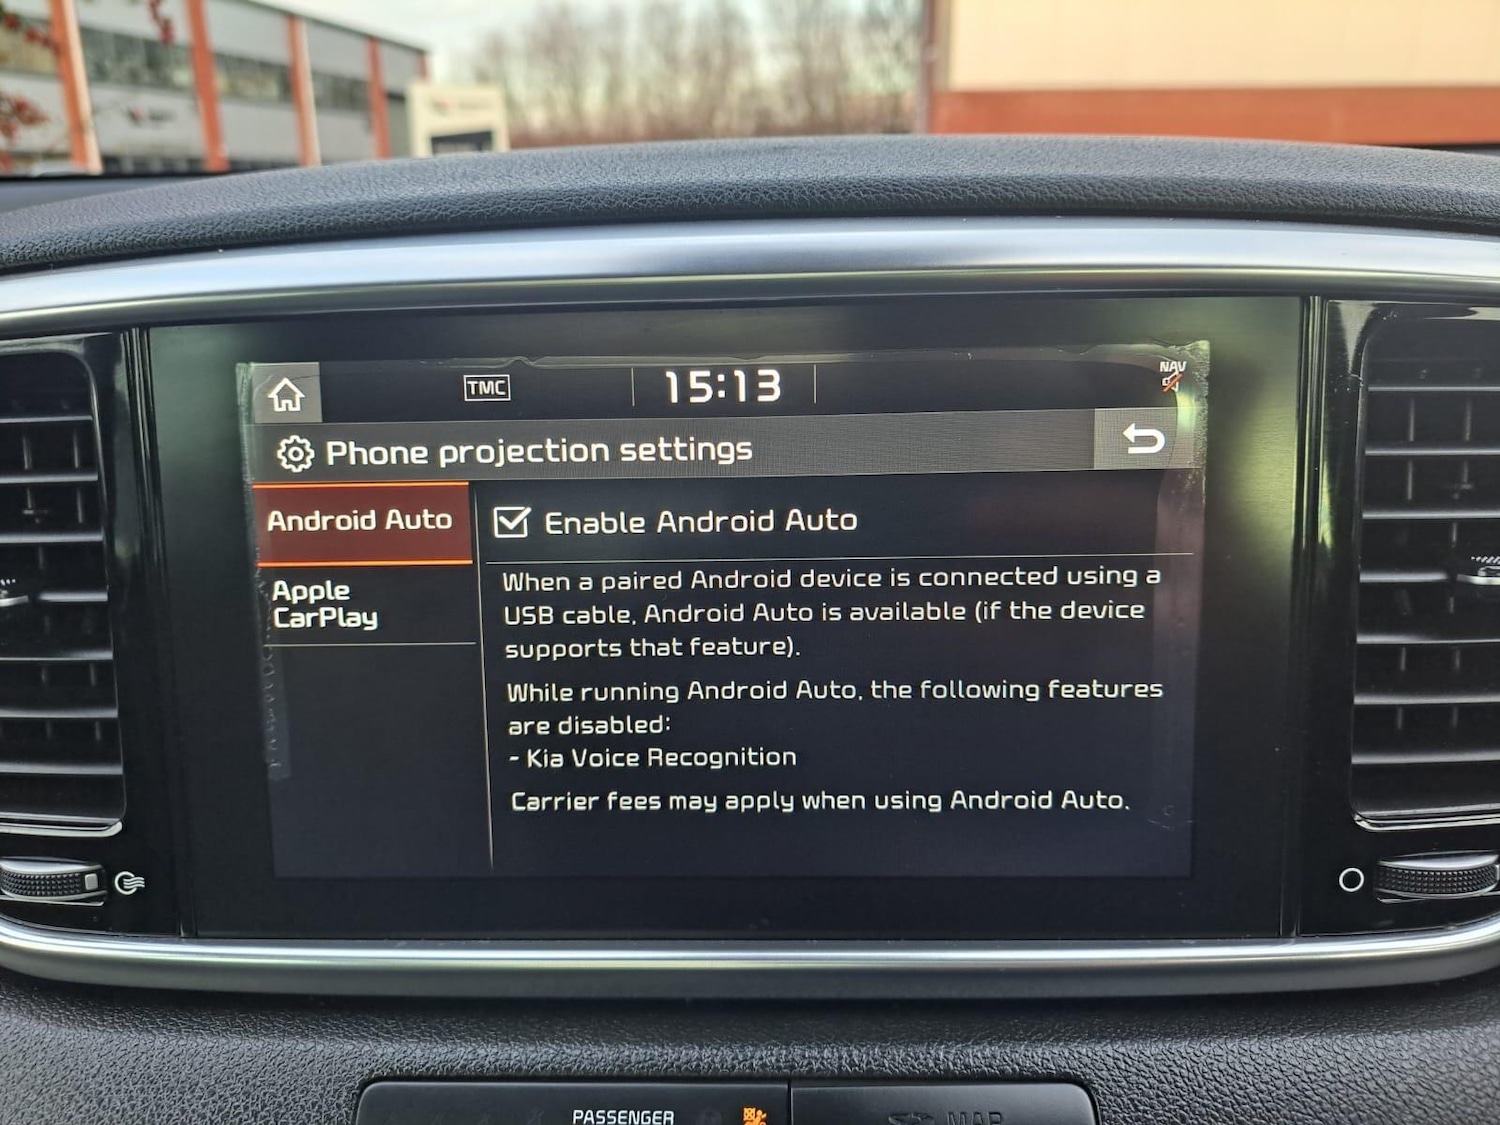 TMC
15:13
NAV
Phone projection settings
Android Auto
Enable Android Auto
Apple
CarPlay
When a paired Android device is connected using a
USB cable, Android Auto is available (if the device
supports that feature).
While running Android Auto, the following features
are disabled:
- Kia Voice Recognition
Carrier fees may apply when using Android Auto.
PASSENGER
MAP